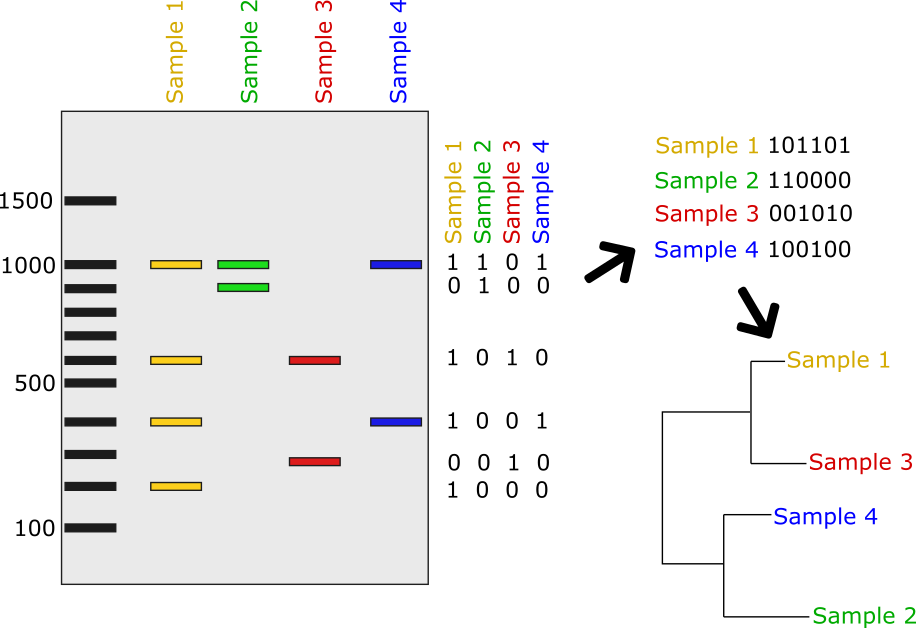 Sample 1
Sample 2
Sample 3
Sample 4
1500
1000
500
100
Sample 1
Sample 2
Sample 3
Sample 4
1 1 0 1
0 1 0 0
1 0 1 0
1 0 0 1
0 0 1 0
1 0 0 0
Sample 1 101101
Sample 2 110000
Sample 3 001010
Sample 4 100100
Sample 1
Sample 3
Sample 4
Sample 2